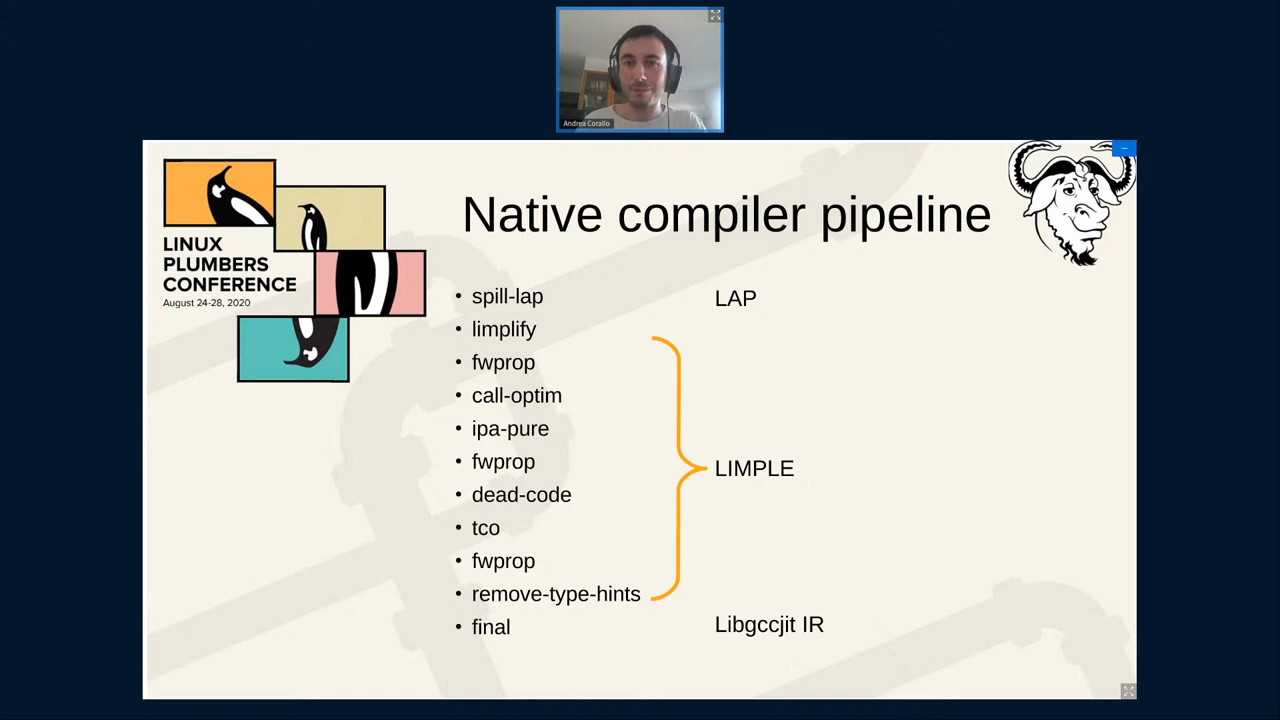 Andrea Corallo
LINUX
PLUMBERS
CONFERENCE
August 24-28, 2020
Native compiler pipeline
• spill-lap
• limplify
• fwprop
• call-optim
• ipa-pure
• fwprop
• dead-code
• tco
• fwprop
• remove-type-hints
• final
LAP
LIMPLE
Libgccjit IR